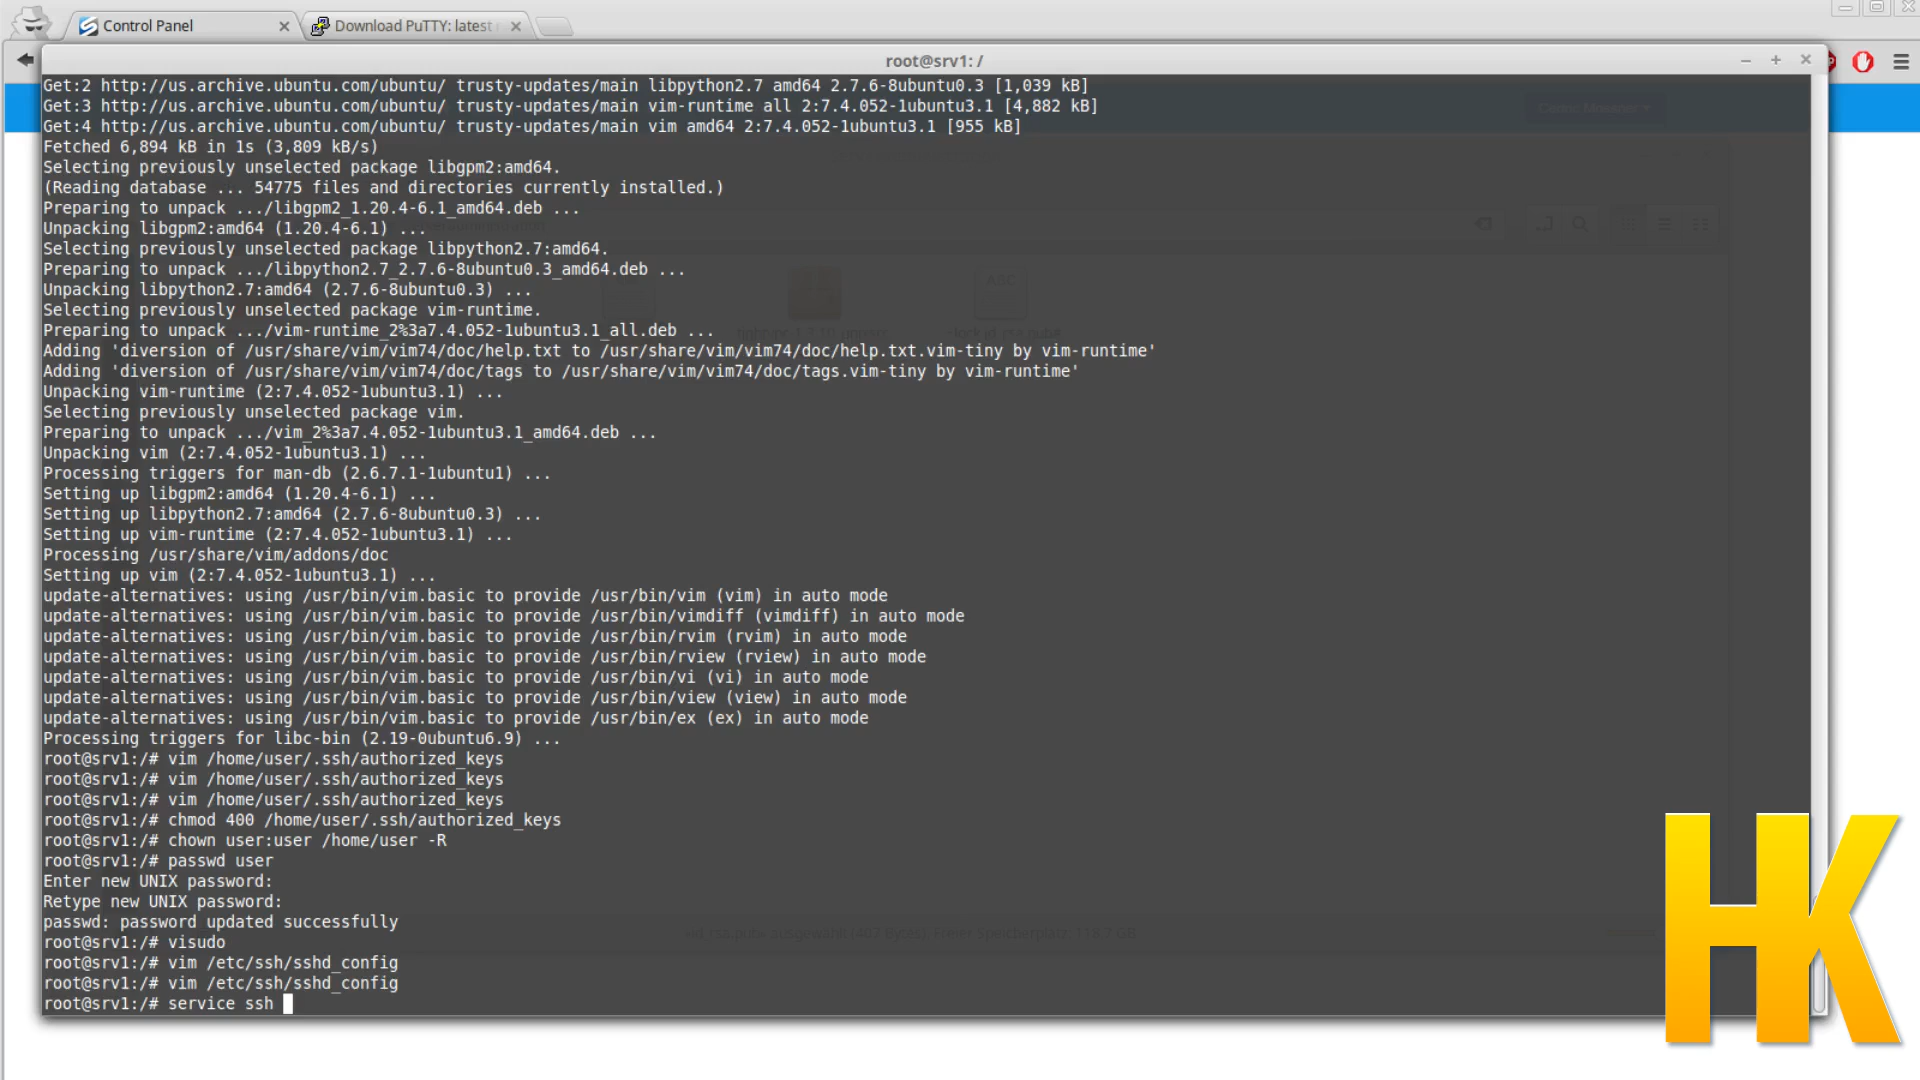 Control Panel
Download PuTTY: latest
root@srv1: /
Get:2 http://us.archive.ubuntu.com/ubuntu/ trusty-updates/main libpython2.7 amd64 2.7.6-8ubuntu0.3 [1,039 kB]
Get:3 http://us.archive.ubuntu.com/ubuntu/ trusty-updates/main vim-runtime all 2:7.4.052-1ubuntu3.1 [4,882 kB]
Get:4 http://us.archive.ubuntu.com/ubuntu/ trusty-updates/main vim amd64 2:7.4.052-1ubuntu3.1 [955 kB]
Fetched 6,894 kB in 1s (3,809 kB/s)
Selecting previously unselected package libgpm2:amd64.
(Reading database ... 54775 files and directories currently installed.)
Preparing to unpack .../libgpm2_1.20.4-6.1_amd64.deb ...
Unpacking libgpm2:amd64 (1.20.4-6.1) ...
Selecting previously unselected package libpython2.7:amd64.
Preparing to unpack .../libpython2.7_2.7.6-8ubuntu0.3_amd64.deb ...
Unpacking libpython2.7:amd64 (2.7.6-8ubuntu0.3) ...
Selecting previously unselected package vim-runtime.
Preparing to unpack .../vim-runtime_2%3a7.4.052-1ubuntu3.1_all.deb ...
Adding 'diversion of /usr/share/vim/vim74/doc/help.txt to /usr/share/vim/vim74/doc/help.txt.vim-tiny by vim-runtime'
Adding 'diversion of /usr/share/vim/vim74/doc/tags to /usr/share/vim/vim74/doc/tags.vim-tiny by vim-runtime'
Unpacking vim-runtime (2:7.4.052-1ubuntu3.1) ...
Selecting previously unselected package vim.
Preparing to unpack .../vim_2%3a7.4.052-1ubuntu3.1_amd64.deb ...
Unpacking vim (2:7.4.052-1ubuntu3.1) ...
Processing triggers for man-db (2.6.7.1-1ubuntu1) ...
Setting up libgpm2:amd64 (1.20.4-6.1) ...
Setting up libpython2.7:amd64 (2.7.6-8ubuntu0.3) ...
Setting up vim-runtime (2:7.4.052-1ubuntu3.1) ...
Processing /usr/share/vim/addons/doc
Setting up vim (2:7.4.052-1ubuntu3.1) ...
update-alternatives: using /usr/bin/vim.basic to provide /usr/bin/vim (vim) in auto mode
update-alternatives: using /usr/bin/vim.basic to provide /usr/bin/vimdiff (vimdiff) in auto mode
update-alternatives: using /usr/bin/vim.basic to provide /usr/bin/rvim (rvim) in auto mode
update-alternatives: using /usr/bin/vim.basic to provide /usr/bin/rview (rview) in auto mode
update-alternatives: using /usr/bin/vim.basic to provide /usr/bin/vi (vi) in auto mode
update-alternatives: using /usr/bin/vim.basic to provide /usr/bin/view (view) in auto mode
update-alternatives: using /usr/bin/vim.basic to provide /usr/bin/ex (ex) in auto mode
Processing triggers for libc-bin (2.19-0ubuntu6.9) ...
root@srv1:/# vim /home/user/.ssh/authorized_keys
root@srv1:/# vim /home/user/.ssh/authorized_keys
root@srv1:/# vim /home/user/.ssh/authorized_keys
root@srv1:/# chmod 400 /home/user/.ssh/authorized_keys
root@srv1:/# chown user:user /home/user -R
root@srv1:/# passwd user
Enter new UNIX password:
Retype new UNIX password:
passwd: password updated successfully
root@srv1:/# visudo
root@srv1:/# vim /etc/ssh/sshd_config
root@srv1:/# vim /etc/ssh/sshd_config
root@srv1:/# service ssh
HK